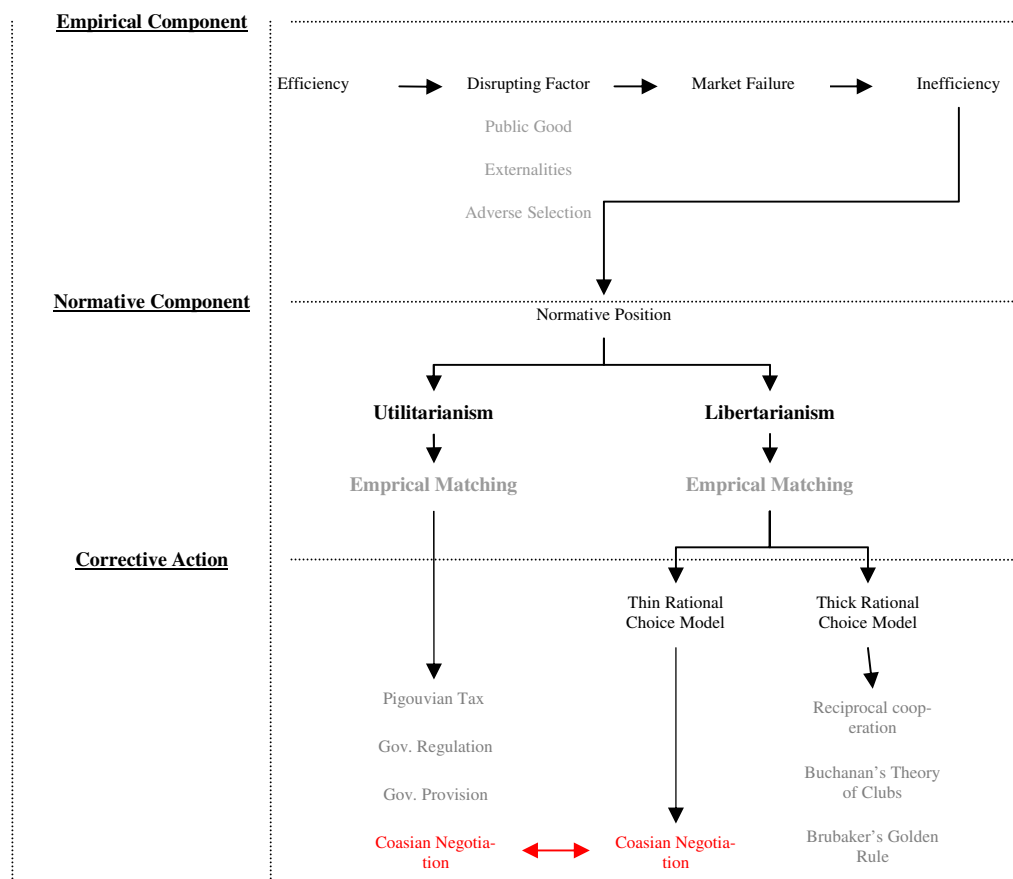 Empirical Component
Efficiency Disrupting Factor Market Failure Inefficiency
Public Good
Externalities
Adverse Selection
Normative Component
Normative Position
Utilitarianism Libertarianism
Emprical Matching Emprical Matching
Corrective Action
Thin Rational
Choice Model
Thick Rational
Choice Model
Pigouvian Tax
Gov. Regulation
Gov. Provision
Coasian Negotia-
tion
Coasian Negotia-
tion
Reciprocal coop-
eration
Buchanan’s Theory
of Clubs
Brubaker’s Golden
Rule